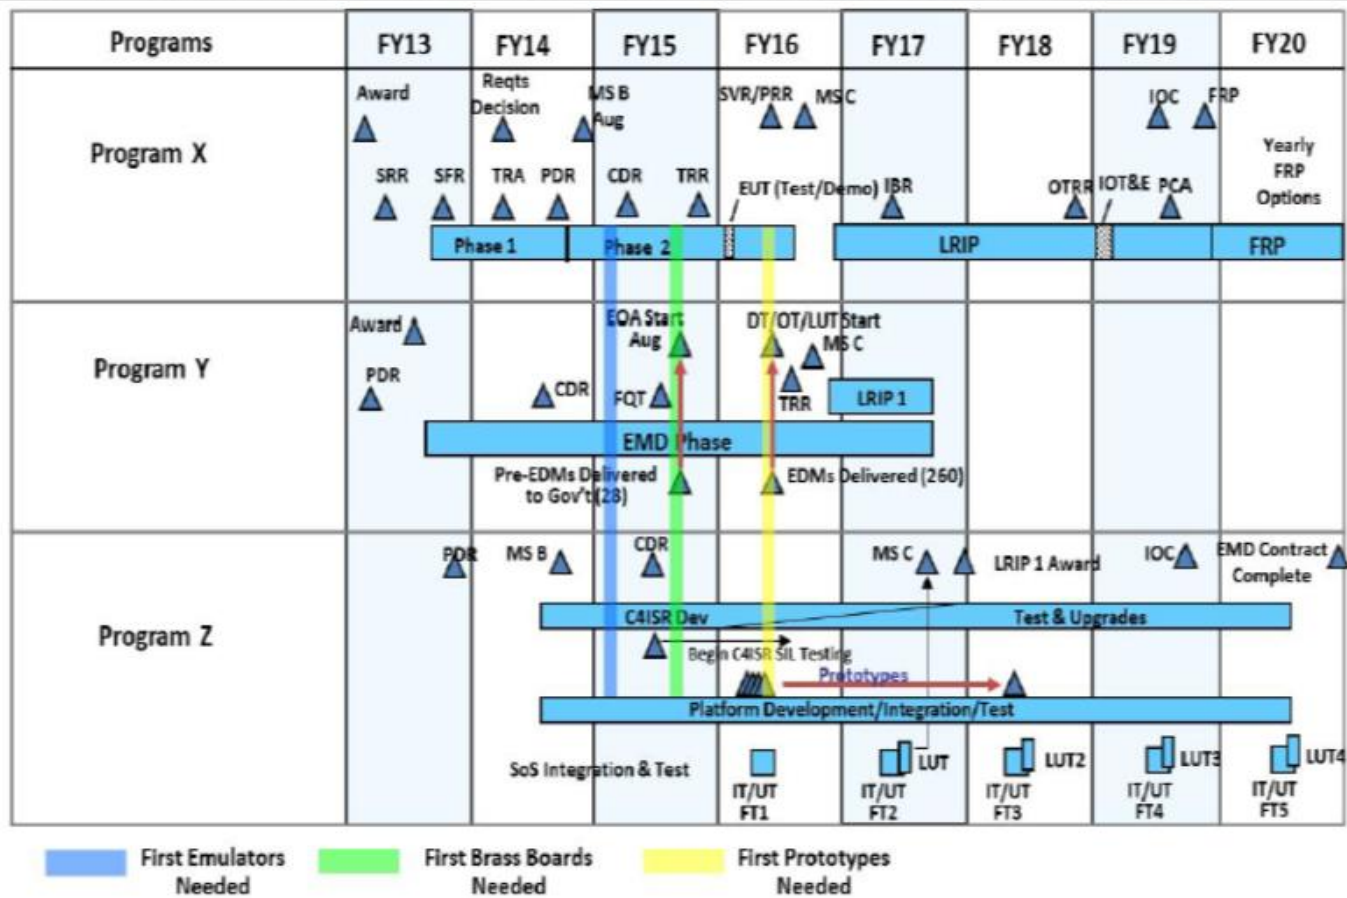 Programs FY13 FY14 FY15 FY16 FY17 FY18 FY19 FY20
Program X
Award
Reqts
Decision
MS B
Aug
SVR/PRR
MS C
IOC
FRP
Yearly
FRP
Options
SRR
SFR
TRA
PDR
CDR
TRR
EUT (Test/Demo)
IBR
OTRR
IOT&E
PCA
Phase 1
Phase 2
LRIP
FRP
Program Y
Award
EOA Start
Aug
DT/OT/LUT Start
MS C
PDR
CDR
FQT
TRR
LRIP 1
EMD Phase
Pre-EDMs Delivered
to Gov't (28)
EDMs Delivered (260)
Program Z
PDR
MS B
CDR
MS C
LRIP 1 Award
IOC
EMD Contract
Complete
C4ISR Dev
Test & Upgrades
Begin C4ISR SIL Testing
Prototypes
Platform Development/Integration/Test
SoS Integration & Test
IT/UT
FT1
LUT
IT/UT
FT2
LUT2
IT/UT
FT3
LUT3
IT/UT
FT4
LUT4
IT/UT
FT5
First Emulators
Needed
First Brass Boards
Needed
First Prototypes
Needed